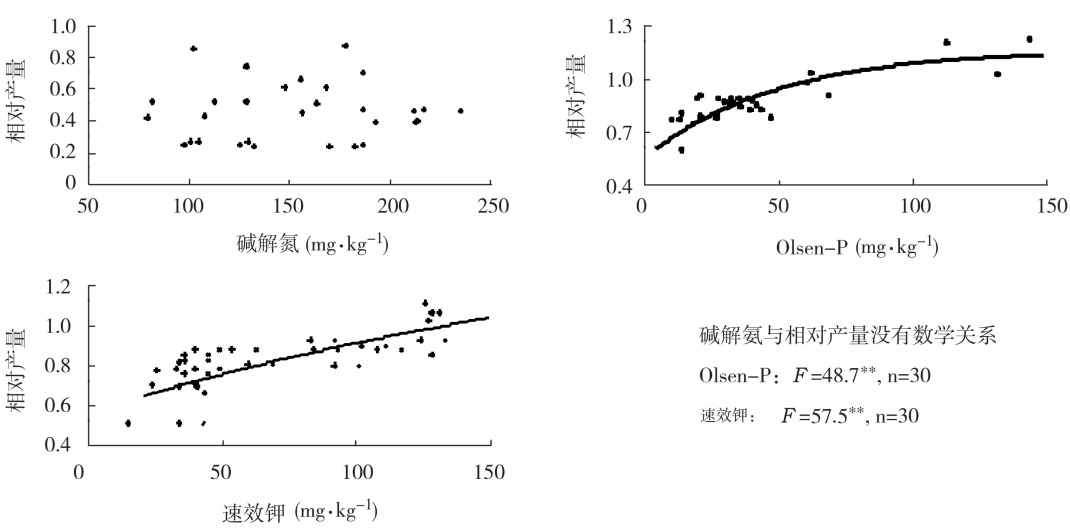 相对产量
1.0
0.8
0.6
0.4
0.2
0
50 100 150 200 250
碱解氮 (mg·kg⁻¹)
相对产量
1.3
1.0
0.7
0.4
0 50 100 150
Olsen-P (mg·kg⁻¹)
相对产量
1.2
1.0
0.8
0.6
0.4
0 50 100 150
速效钾 (mg·kg⁻¹)
碱解氨与相对产量没有数学关系
Olsen-P: F=48.7**, n=30
速效钾: F=57.5**, n=30